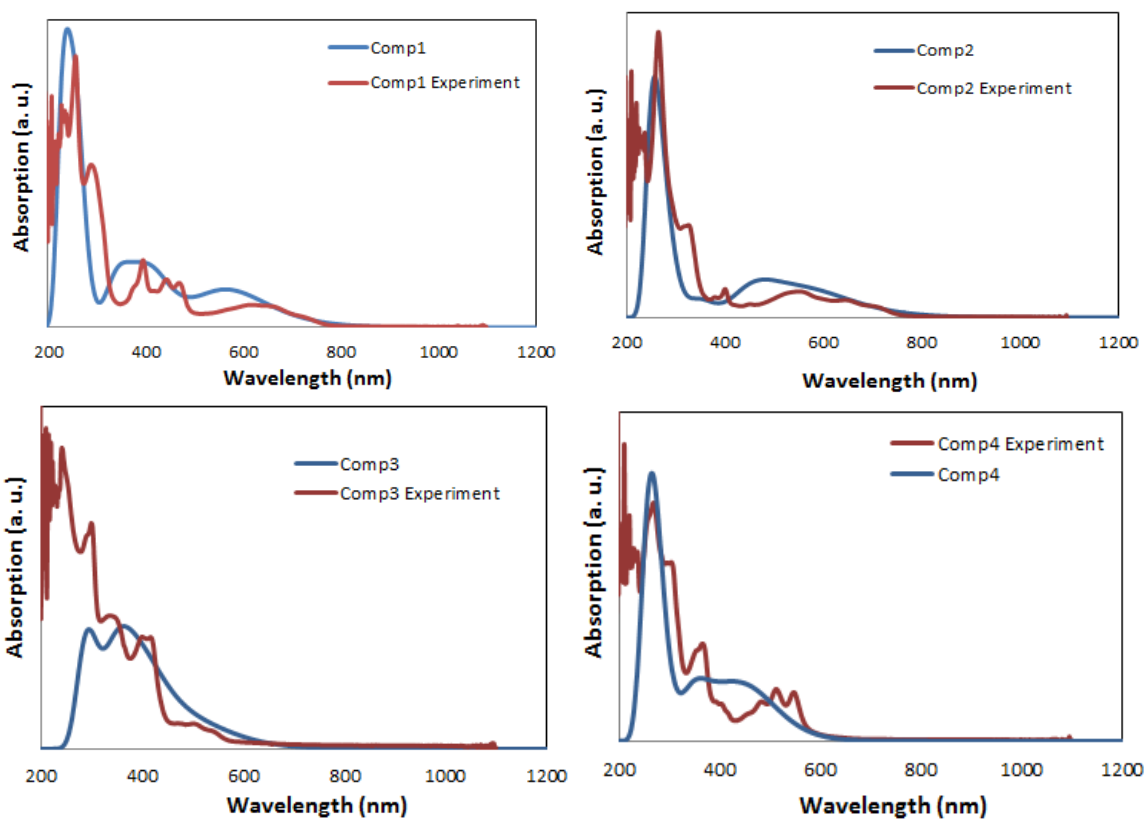 Absorption (a. u.)
Comp1
Comp1 Experiment
200 400 600 800 1000 1200
Wavelength (nm)
Absorption (a. u.)
Comp2
Comp2 Experiment
200 400 600 800 1000 1200
Wavelength (nm)
Absorption (a. u.)
Comp3
Comp3 Experiment
200 400 600 800 1000 1200
Wavelength (nm)
Absorption (a. u.)
Comp4 Experiment
Comp4
200 400 600 800 1000 1200
Wavelength (nm)